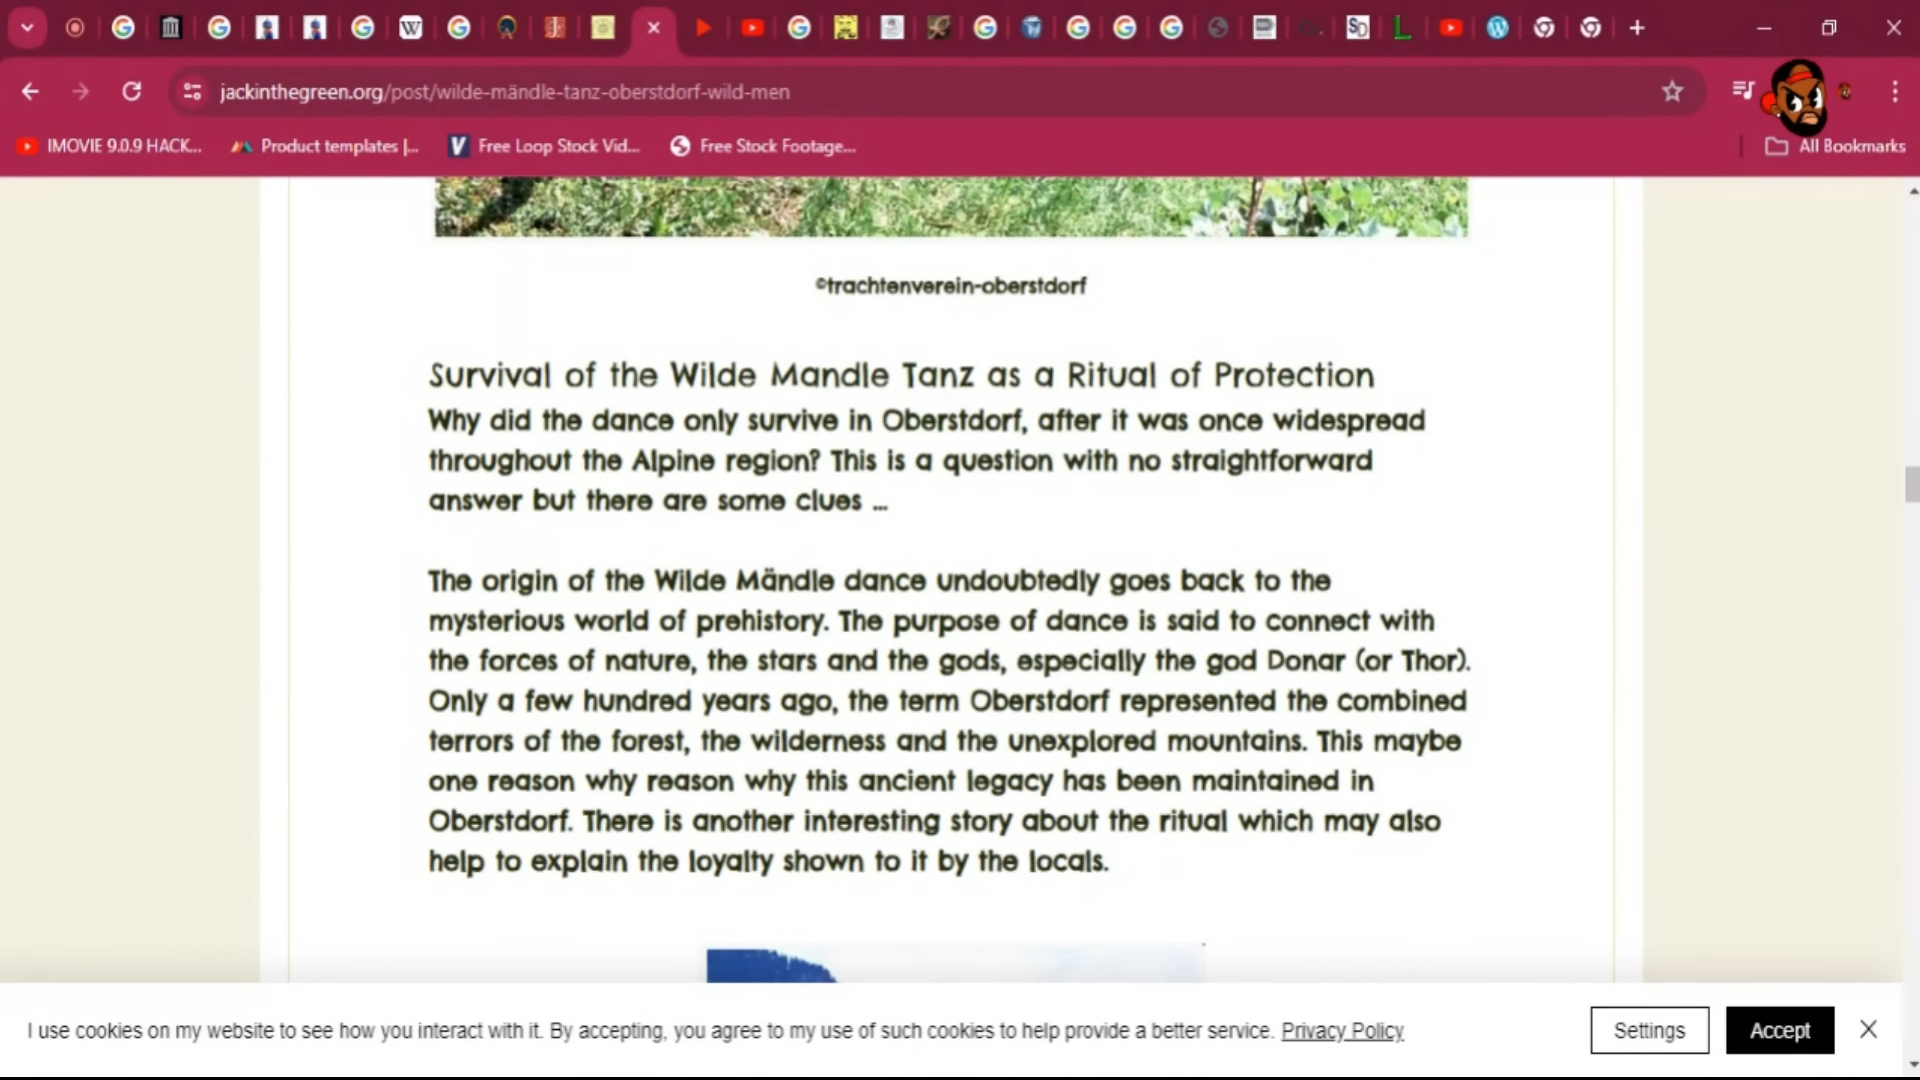 jackinthegreen.org/post/wilde-mändle-tanz-oberstdorf-wild-men
IMOVIE 9.0.9 HACK...
Product templates |...
Free Loop Stock Vid...
Free Stock Footage...
All Bookmarks
©trachtenverein-oberstdorf
Survival of the Wilde Mandle Tanz as a Ritual of Protection
Why did the dance only survive in Oberstdorf, after it was once widespread
throughout the Alpine region? This is a question with no straightforward
answer but there are some clues ...
The origin of the Wilde Mändle dance undoubtedly goes back to the
mysterious world of prehistory. The purpose of dance is said to connect with
the forces of nature, the stars and the gods, especially the god Donar (or Thor).
Only a few hundred years ago, the term Oberstdorf represented the combined
terrors of the forest, the wilderness and the unexplored mountains. This maybe
one reason why reason why this ancient legacy has been maintained in
Oberstdorf. There is another interesting story about the ritual which may also
help to explain the loyalty shown to it by the locals.
I use cookies on my website to see how you interact with it. By accepting, you agree to my use of such cookies to help provide a better service. Privacy Policy
Settings
Accept